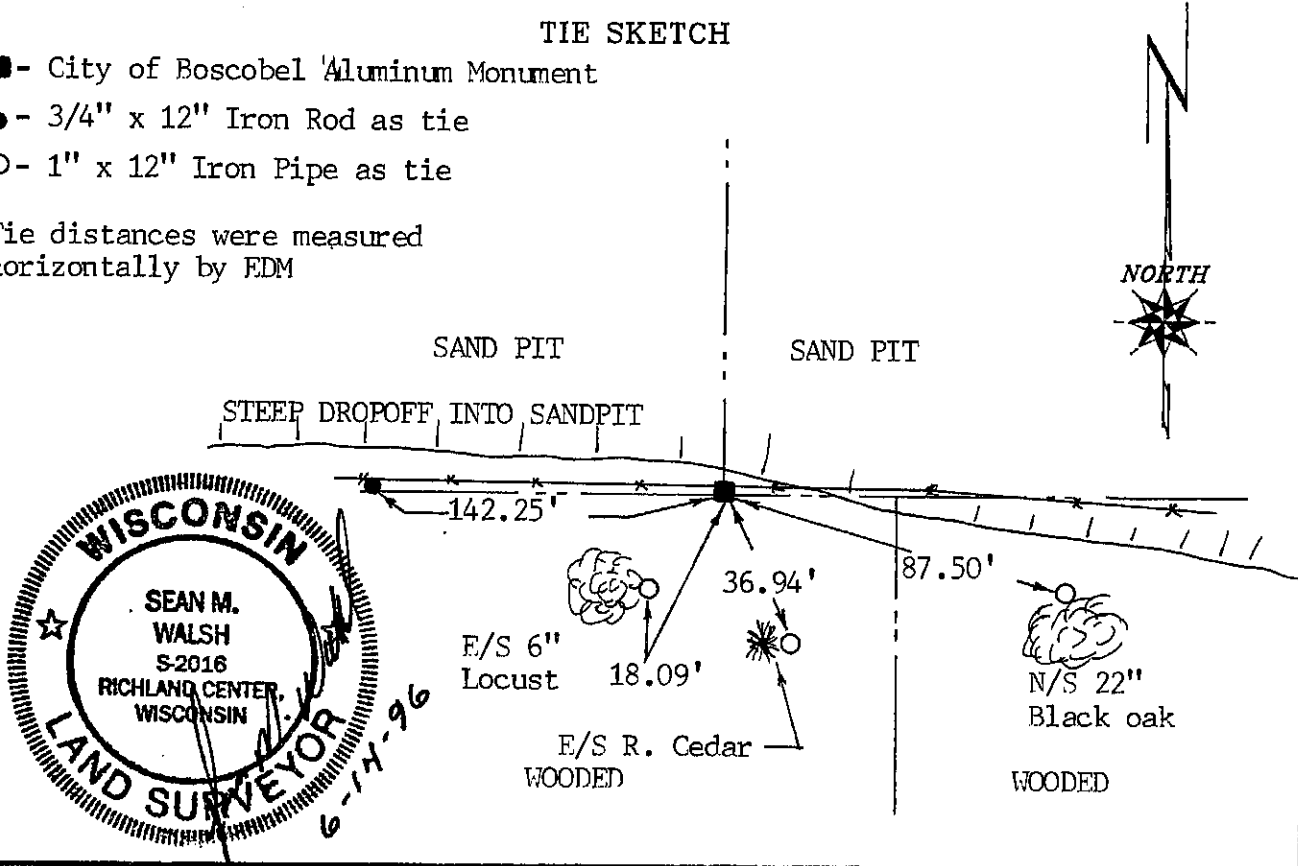 TIE SKETCH
- City of Boscobel Aluminum Monument
- 3/4" x 12" Iron Rod as tie
- 1" x 12" Iron Pipe as tie
Tie distances were measured
horizontally by EDM
NORTH
SAND PIT SAND PIT
STEEP DROPOFF INTO SANDPIT
142.25'
87.50'
36.94'
E/S 6"
Locust
18.09'
N/S 22"
Black oak
E/S R. Cedar
WOODED WOODED
WISCONSIN
SEAN M.
WALSH
S-2016
RICHLAND CENTER,
WISCONSIN
LAND SURVEYOR
6-14-96